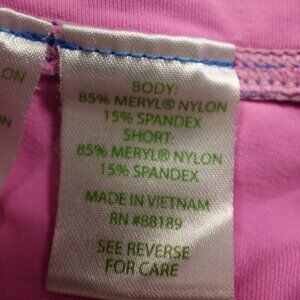 BODY:
85% MERYL® NYLON
15% SPANDEX
SHORT:
85% MERYL® NYLON
15% SPANDEX
MADE IN VIETNAM
RN #88189
SEE REVERSE
FOR CARE